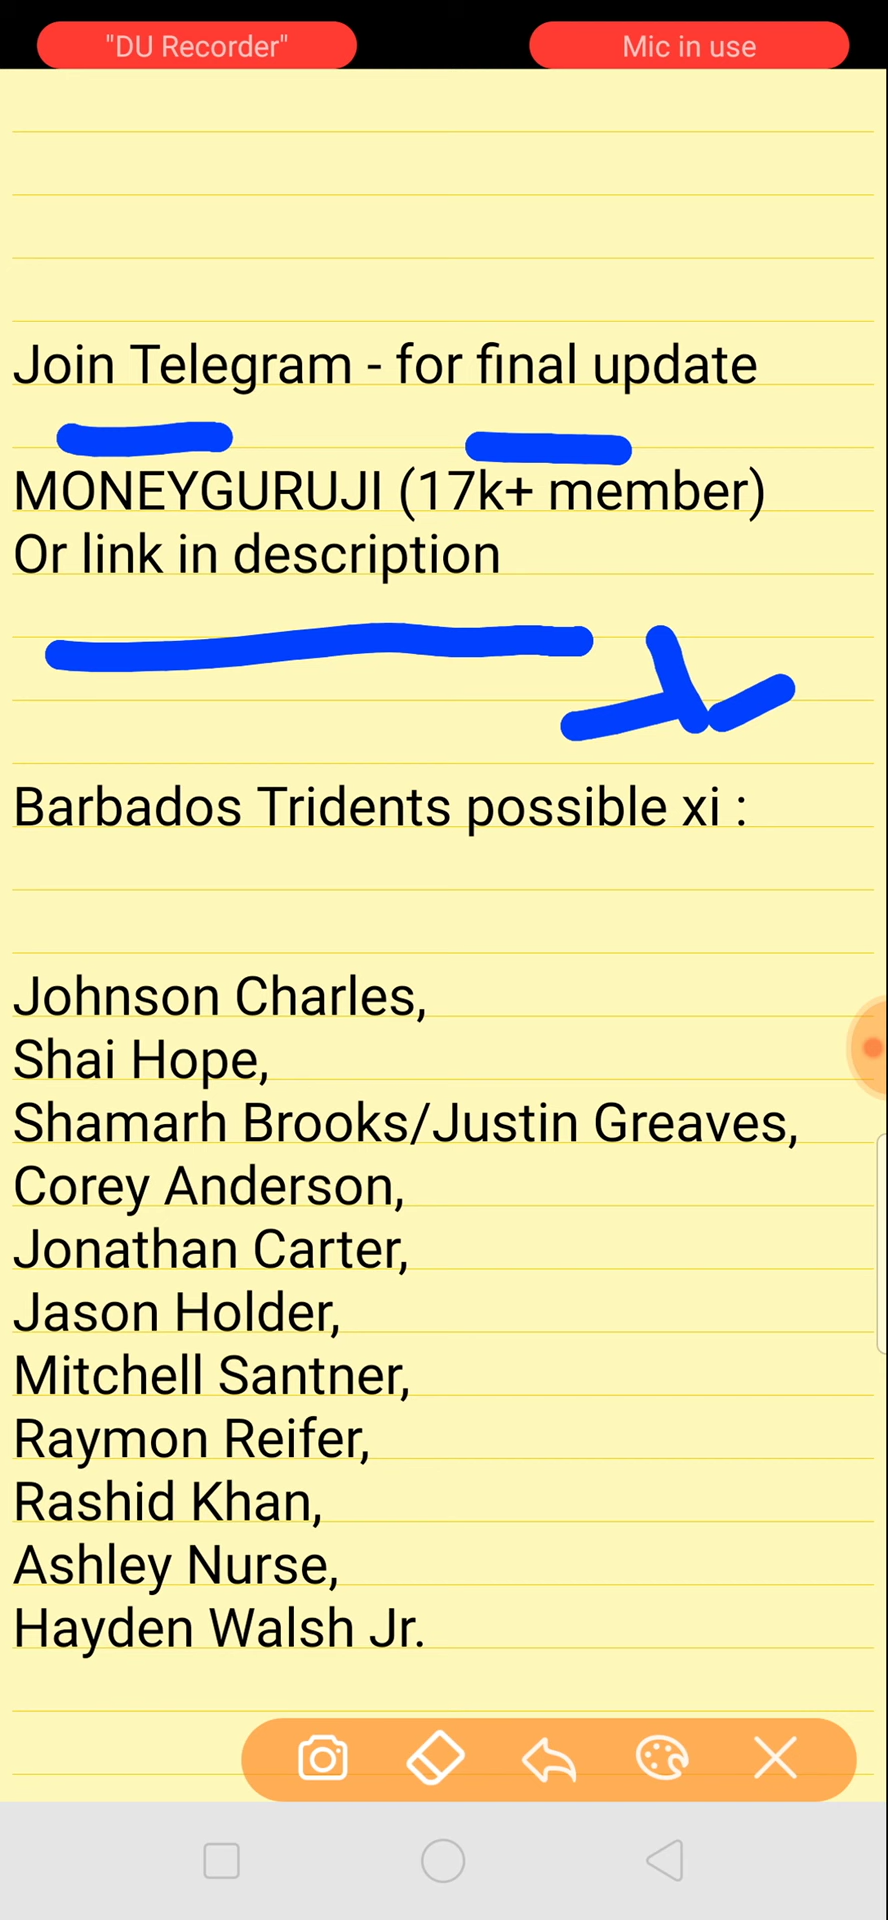 "DU Recorder"
Mic in use
Join Telegram - for final update
MONEYGURUJI (17k+ member)
Or link in description
Barbados Tridents possible xi :
Johnson Charles,
Shai Hope,
Shamarh Brooks/Justin Greaves,
Corey Anderson,
Jonathan Carter,
Jason Holder,
Mitchell Santner,
Raymon Reifer,
Rashid Khan,
Ashley Nurse,
Hayden Walsh Jr.